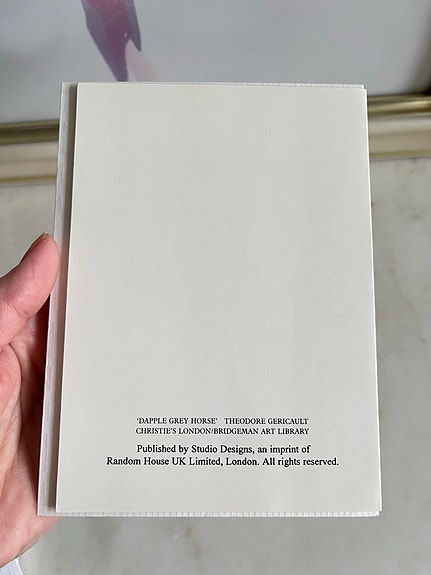 'DAPPLE GREY HORSE' THEODORE GERICAULT
CHRISTIE'S LONDON/BRIDGEMAN ART LIBRARY
Published by Studio Designs, an imprint of
Random House UK Limited, London. All rights reserved.